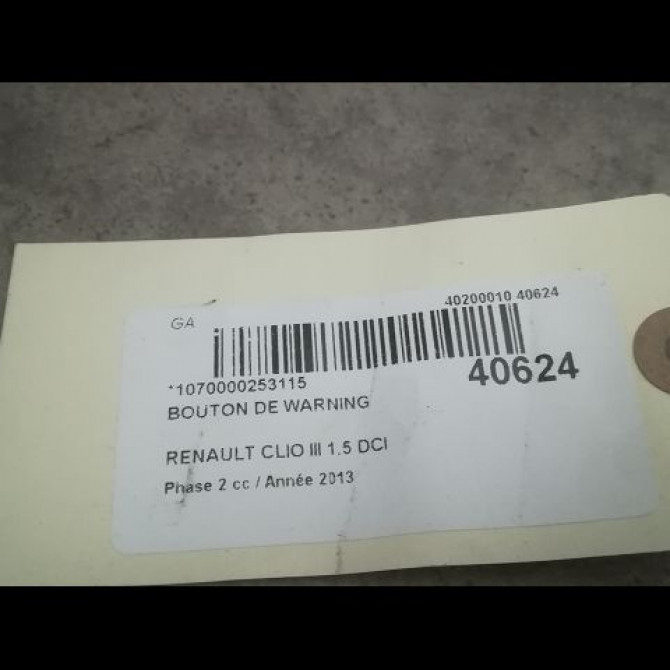 40200010 40624
GA
*1070000253115
40624
BOUTON DE WARNING
RENAULT CLIO III 1.5 DCI
Phase 2 cc / Année 2013